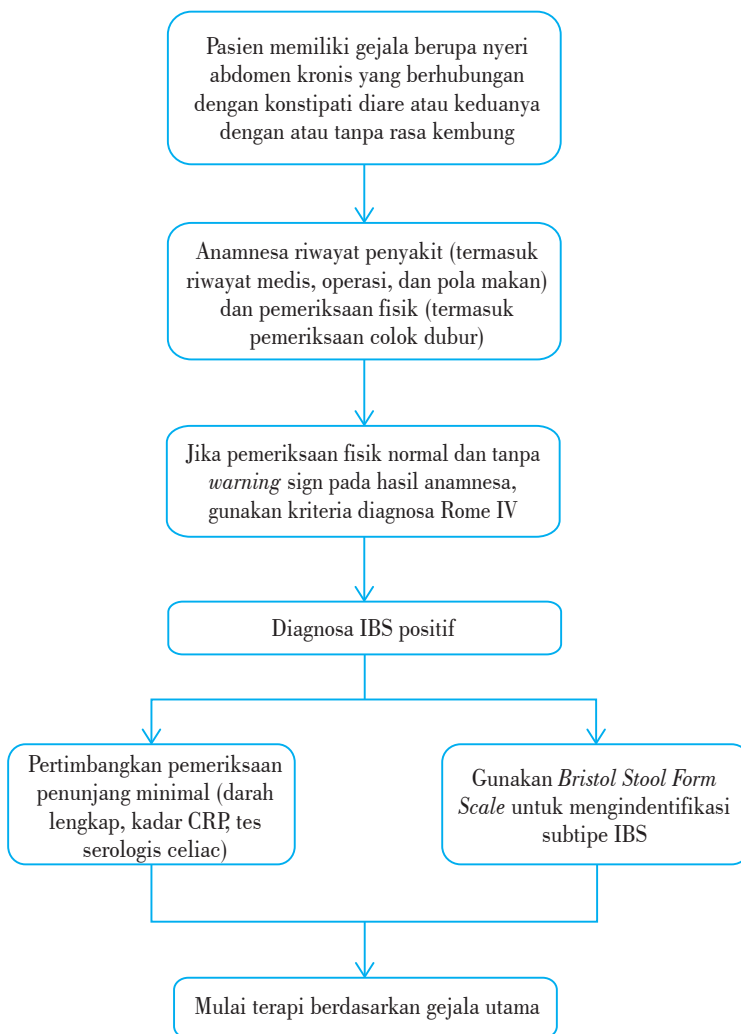 Pasien memiliki gejala berupa nyeri
abdomen kronis yang berhubungan
dengan konstipati diare atau keduanya
dengan atau tanpa rasa kembung
Anamnesa riwayat penyakit (termasuk
riwayat medis, operasi, dan pola makan)
dan pemeriksaan fisik (termasuk
pemeriksaan colok dubur)
Jika pemeriksaan fisik normal dan tanpa
warning sign pada hasil anamnesa,
gunakan kriteria diagnosa Rome IV
Diagnosa IBS positif
Pertimbangkan pemeriksaan
penunjang minimal (darah
lengkap, kadar CRP, tes
serologis celiac)
Gunakan Bristol Stool Form
Scale untuk mengindentifikasi
subtipe IBS
Mulai terapi berdasarkan gejala utama